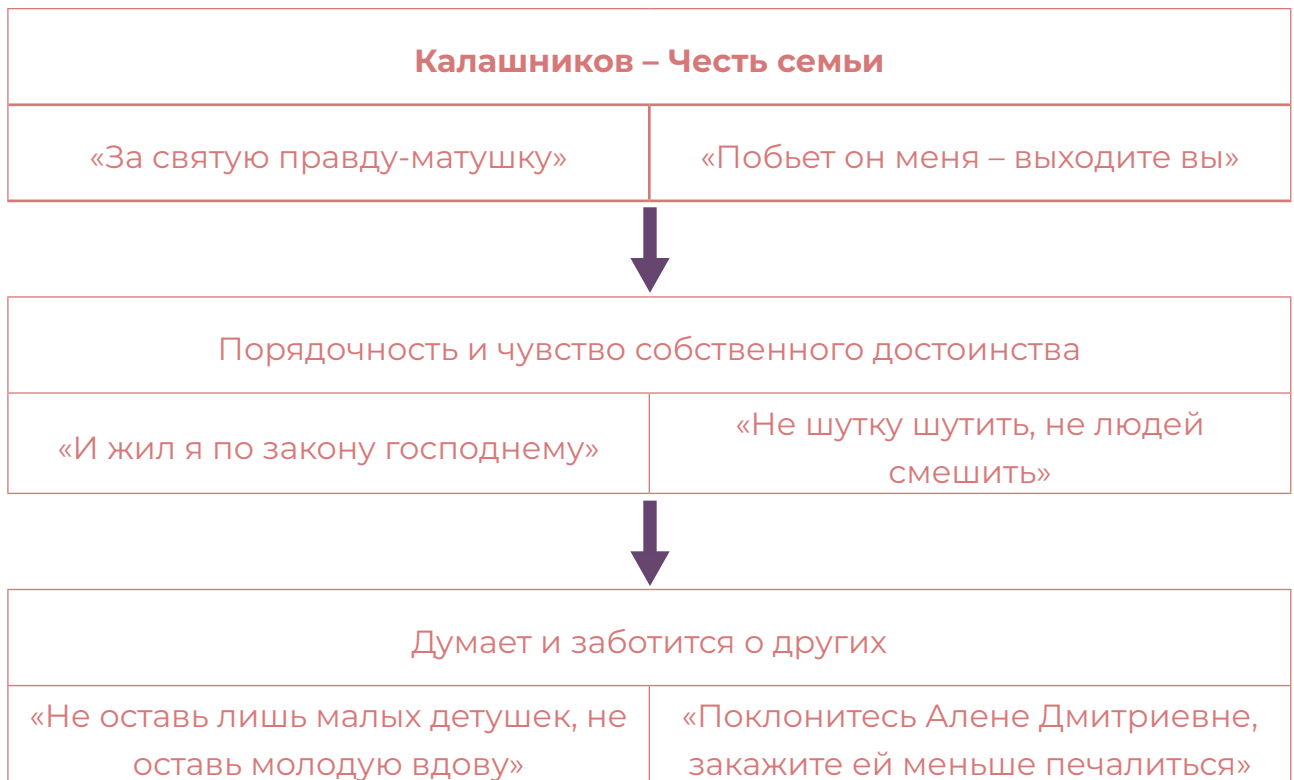 Калашников – Честь семьи
«За святую правду-матушку»
«Побьет он меня – выходите вы»
Порядочность и чувство собственного достоинства
«И жил я по закону господнему»
«Не шутку шутить, не людей
смешить»
Думает и заботится о других
«Не оставь лишь малых детушек, не
оставь молодую вдову»
«Поклонитесь Алене Дмитриевне,
закажите ей меньше печалиться»